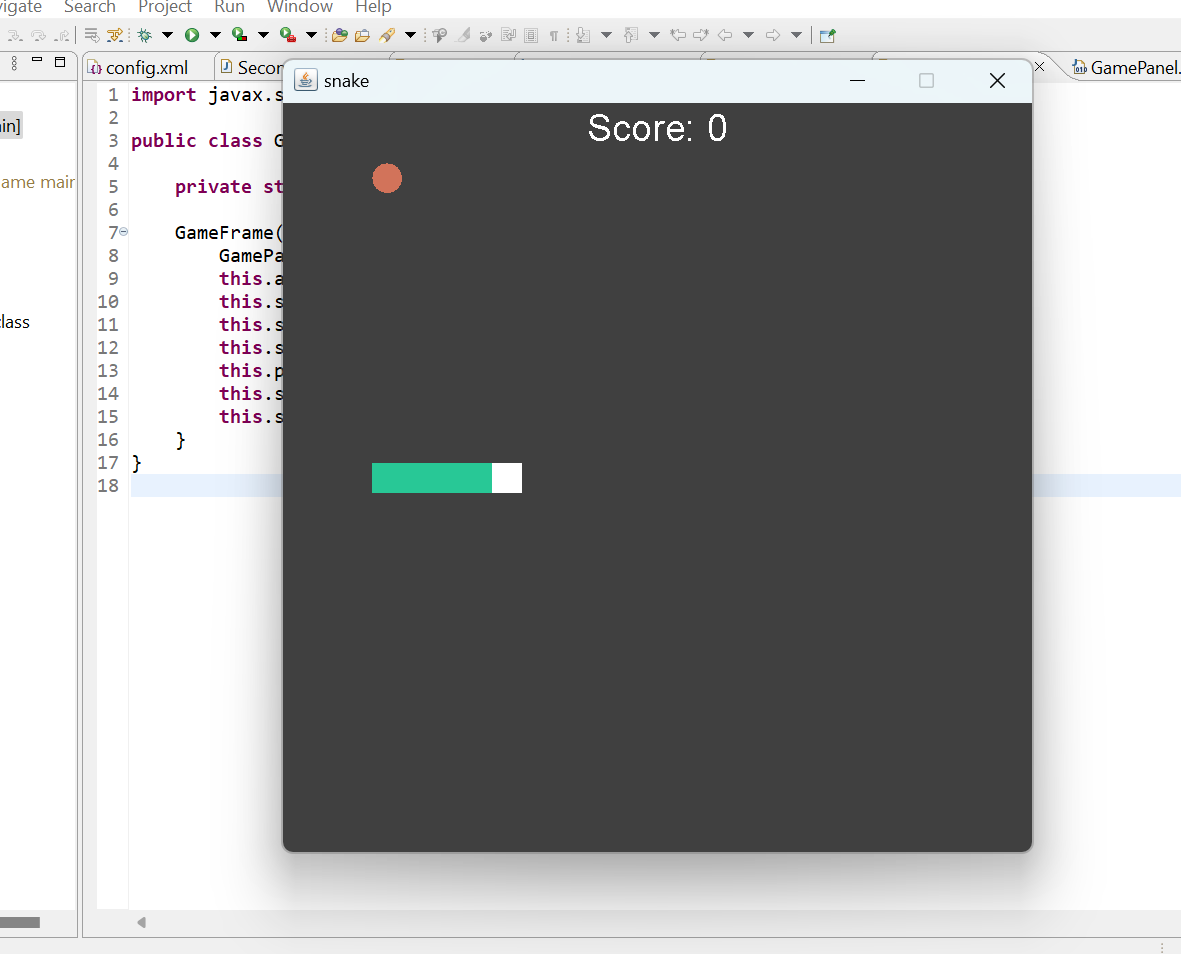 vigate Search Project Run Window Help
config.xml Secon GamePanel.
snake
Score: 0
ain]
ame mair
class
1 import javax.s
2
3 public class G
4
5 private st
6
7 GameFrame(
8 GamePa
9 this.a
10 this.s
11 this.s
12 this.s
13 this.p
14 this.s
15 this.s
16 }
17 }
18